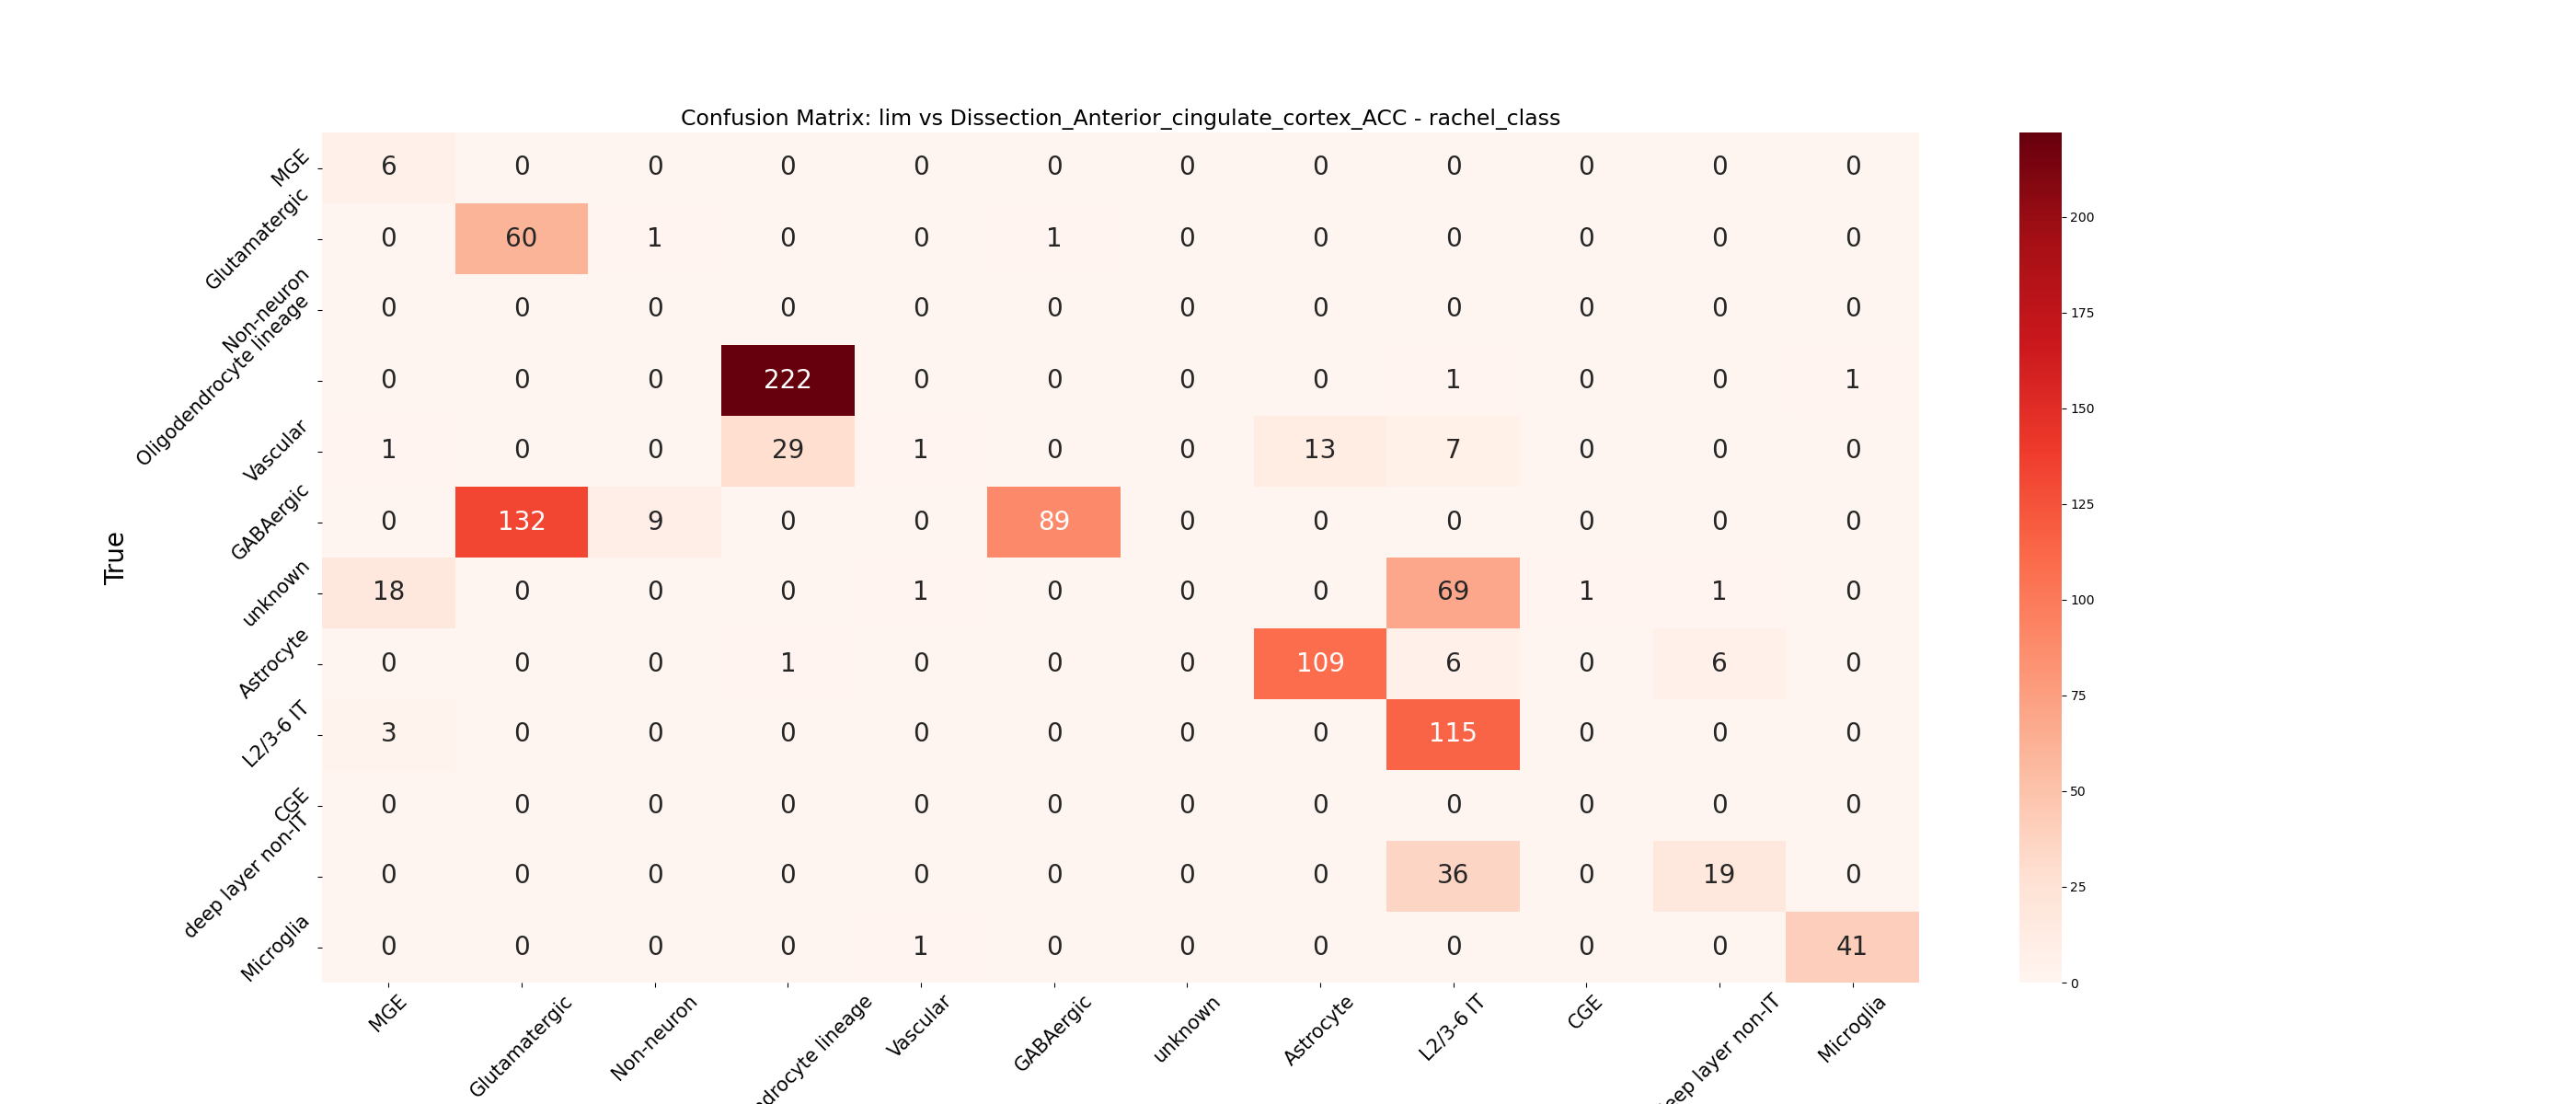 Confusion Matrix: lim vs Dissection_Anterior_cingulate_cortex_ACC - rachel_class
True
MGE 6 0 0 0 0 0 0 0 0 0 0 0
Glutamatergic 0 60 1 0 0 1 0 0 0 0 0 0
Non-neuron 0 0 0 0 0 0 0 0 0 0 0 0
Oligodendrocyte lineage 0 0 0 222 0 0 0 0 1 0 0 1
Vascular 1 0 0 29 1 0 0 13 7 0 0 0
GABAergic 0 132 9 0 0 89 0 0 0 0 0 0
unknown 18 0 0 0 1 0 0 0 69 1 1 0
Astrocyte 0 0 0 1 0 0 0 109 6 0 6 0
L2/3-6 IT 3 0 0 0 0 0 0 0 115 0 0 0
CGE 0 0 0 0 0 0 0 0 0 0 0 0
deep layer non-IT 0 0 0 0 0 0 0 0 36 0 19 0
Microglia 0 0 0 0 1 0 0 0 0 0 0 41
MGE Glutamatergic Non-neuron ndrocyte lineage Vascular GABAergic unknown Astrocyte L2/3-6 IT CGE eep layer non-IT Microglia
200
175
150
125
100
75
50
25
0